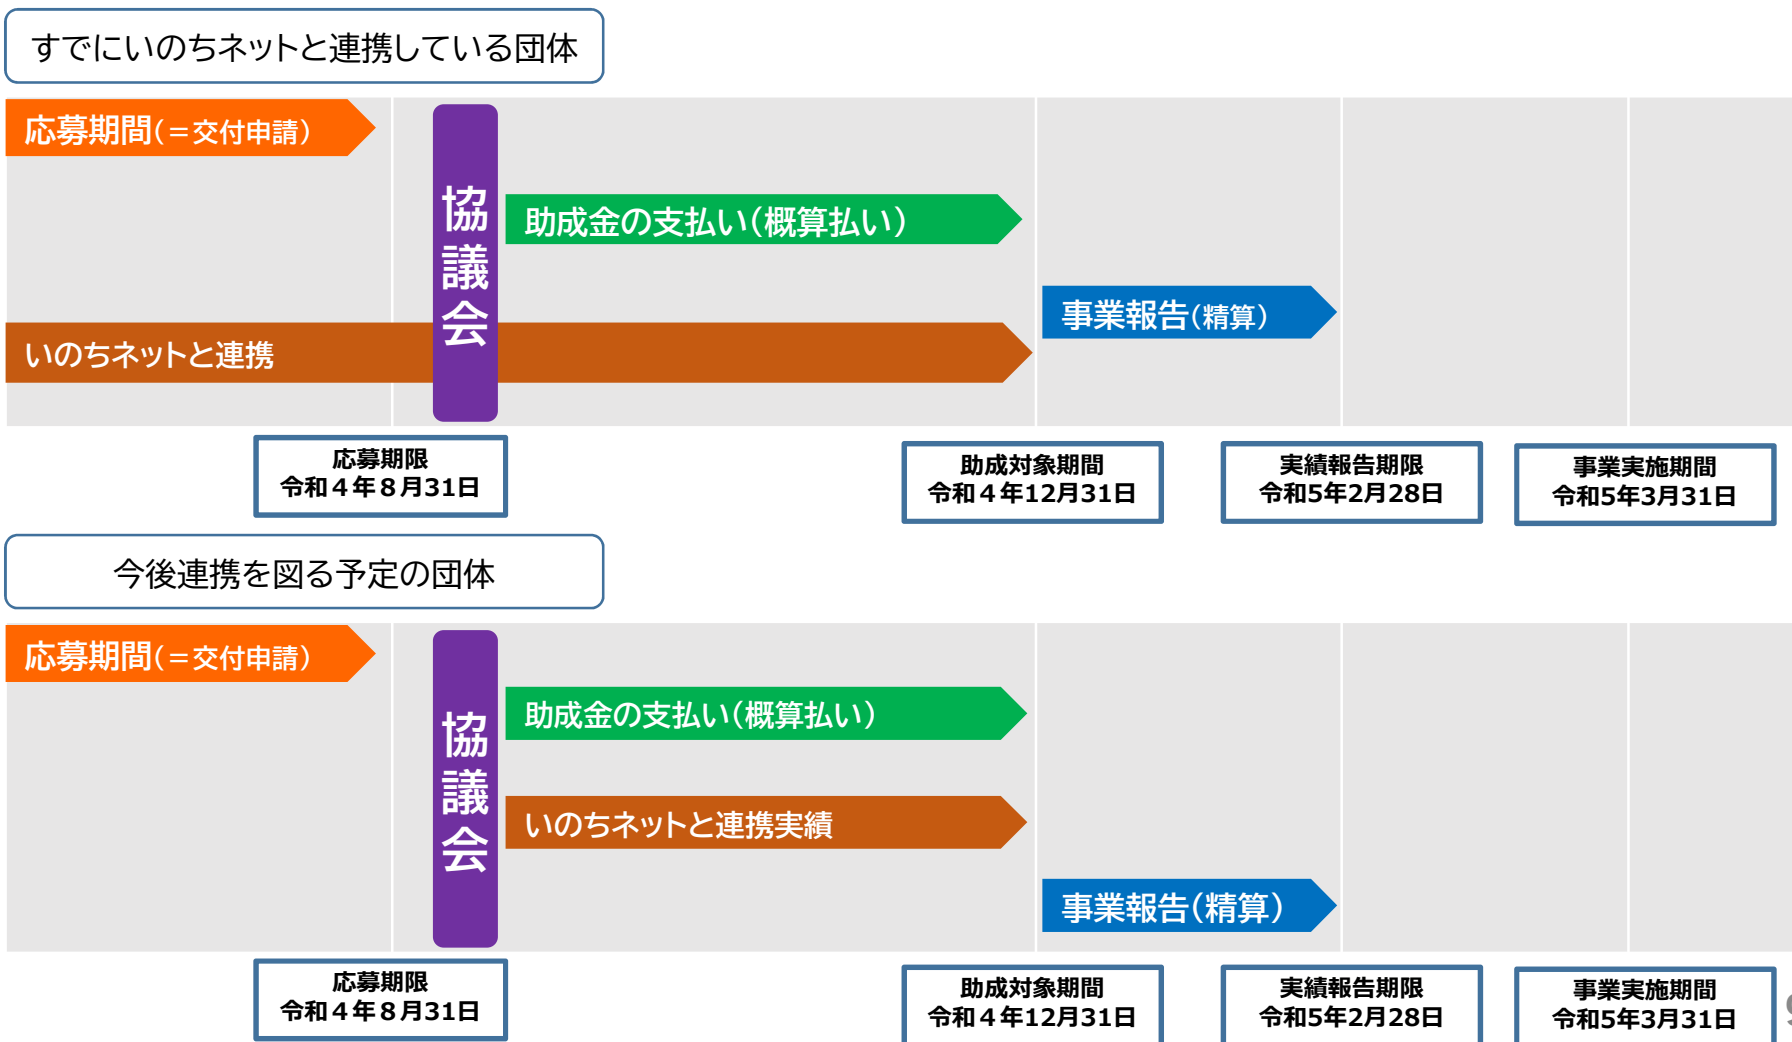 すでにいのちネットと連携している団体
応募期間(=交付申請)
協議会
助成金の支払い(概算払い)
事業報告(精算)
いのちネットと連携
応募期限
令和4年8月31日
助成対象期間
令和4年12月31日
実績報告期限
令和5年2月28日
事業実施期間
令和5年3月31日
今後連携を図る予定の団体
応募期間(=交付申請)
協議会
助成金の支払い(概算払い)
いのちネットと連携実績
事業報告(精算)
応募期限
令和4年8月31日
助成対象期間
令和4年12月31日
実績報告期限
令和5年2月28日
事業実施期間
令和5年3月31日